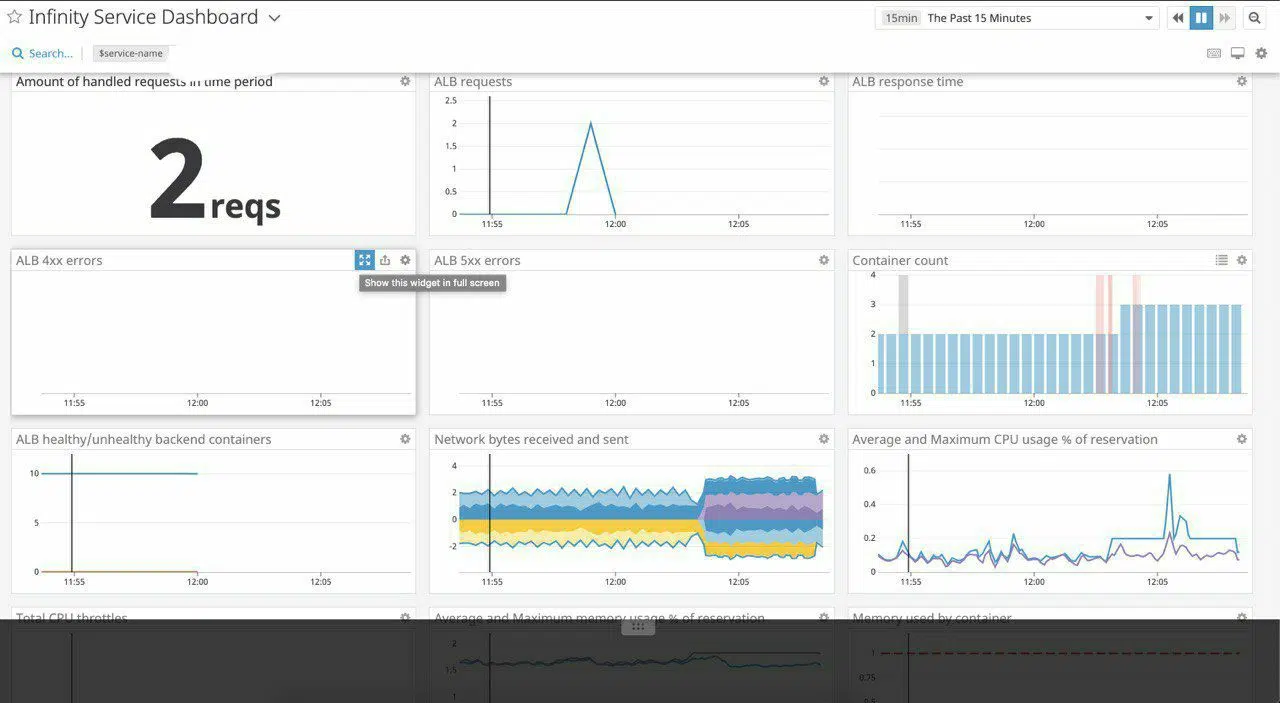 Infinity Service Dashboard
15min The Past 15 Minutes
Search...
$service-name
Amount of handled requests in time period
2 reqs
ALB requests
2.5
2
1.5
1
0.5
0
11:55 12:00 12:05
ALB response time
11:55 12:00 12:05
ALB 4xx errors
Show this widget in full screen
11:55 12:00 12:05
ALB 5xx errors
11:55 12:00 12:05
Container count
4
3
2
1
0
11:55 12:00 12:05
ALB healthy/unhealthy backend containers
10
5
0
11:55 12:00 12:05
Network bytes received and sent
4
2
0
-2
11:55 12:00 12:05
Average and Maximum CPU usage % of reservation
0.6
0.4
0.2
0
11:55 12:00 12:05
Total CPU throttles
Average and Maximum memory usage % of reservation
2
1.5
1
Memory used by container
1
0.75
0.5